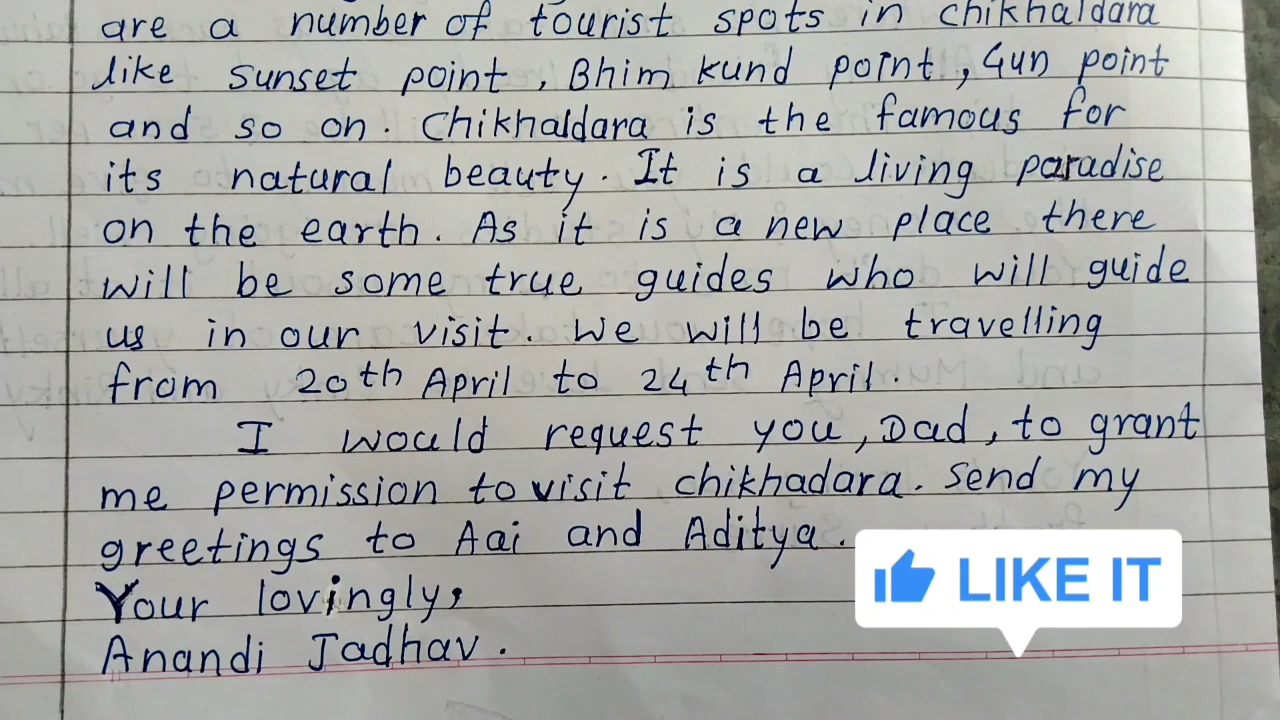 are a number of tourist spots in chikhaldara
like sunset point, Bhim kund point, Gun point
and so on. Chikhaldara is the famous for
its natural beauty. It is a living paradise
on the earth. As it is a new place there
will be some true guides who will guide
us in our visit. We will be travelling
from 20th April to 24th April.
I would request you, Dad, to grant
me permission to visit chikhadara. Send my
greetings to Aai and Aditya.
Your lovingly,
Anandi Jadhav.
LIKE IT